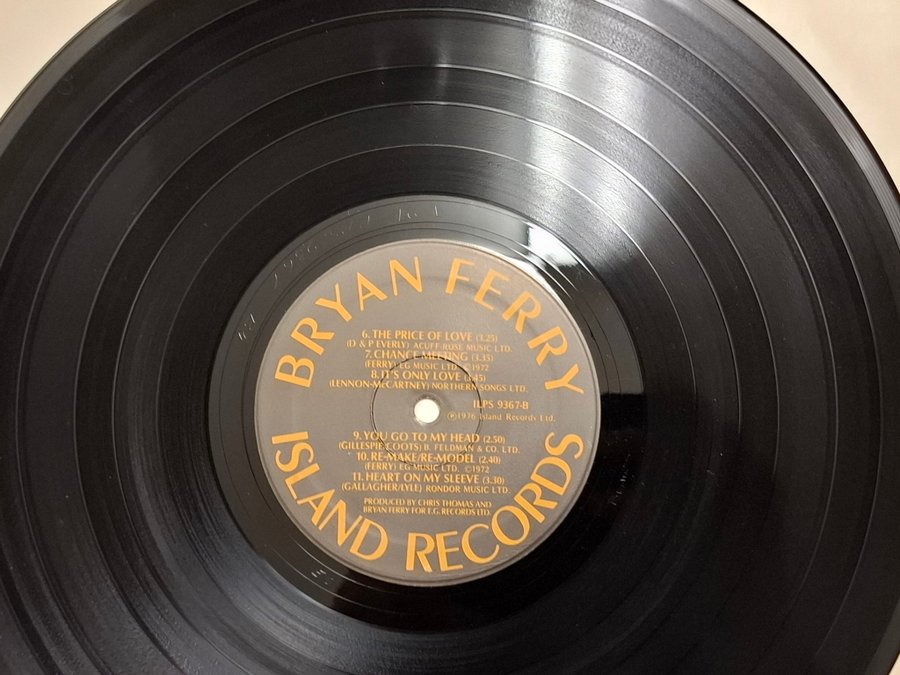 BRYAN FERRY
6. THE PRICE OF LOVE (3.25)
(D & P EVERLY) ACUFF-ROSE MUSIC LTD.
7. CHANCE MEETING (3.35)
(FERRY) EG MUSIC LTD. ©1972
8. IT'S ONLY LOVE (3.45)
(LENNON-McCARTNEY) NORTHERN SONGS LTD.
ILPS 9367-B
℗1976 Island Records Ltd.
9. YOU GO TO MY HEAD (2.50)
(GILLESPIE/COOTS) B. FELDMAN & CO. LTD.
10. RE-MAKE/RE-MODEL (2.40)
(FERRY) EG MUSIC LTD. ©1972
11. HEART ON MY SLEEVE (3.30)
(GALLAGHER/LYLE) RONDOR MUSIC LTD.
PRODUCED BY CHRIS THOMAS AND
BRYAN FERRY FOR E.G. RECORDS LTD.
ISLAND RECORDS